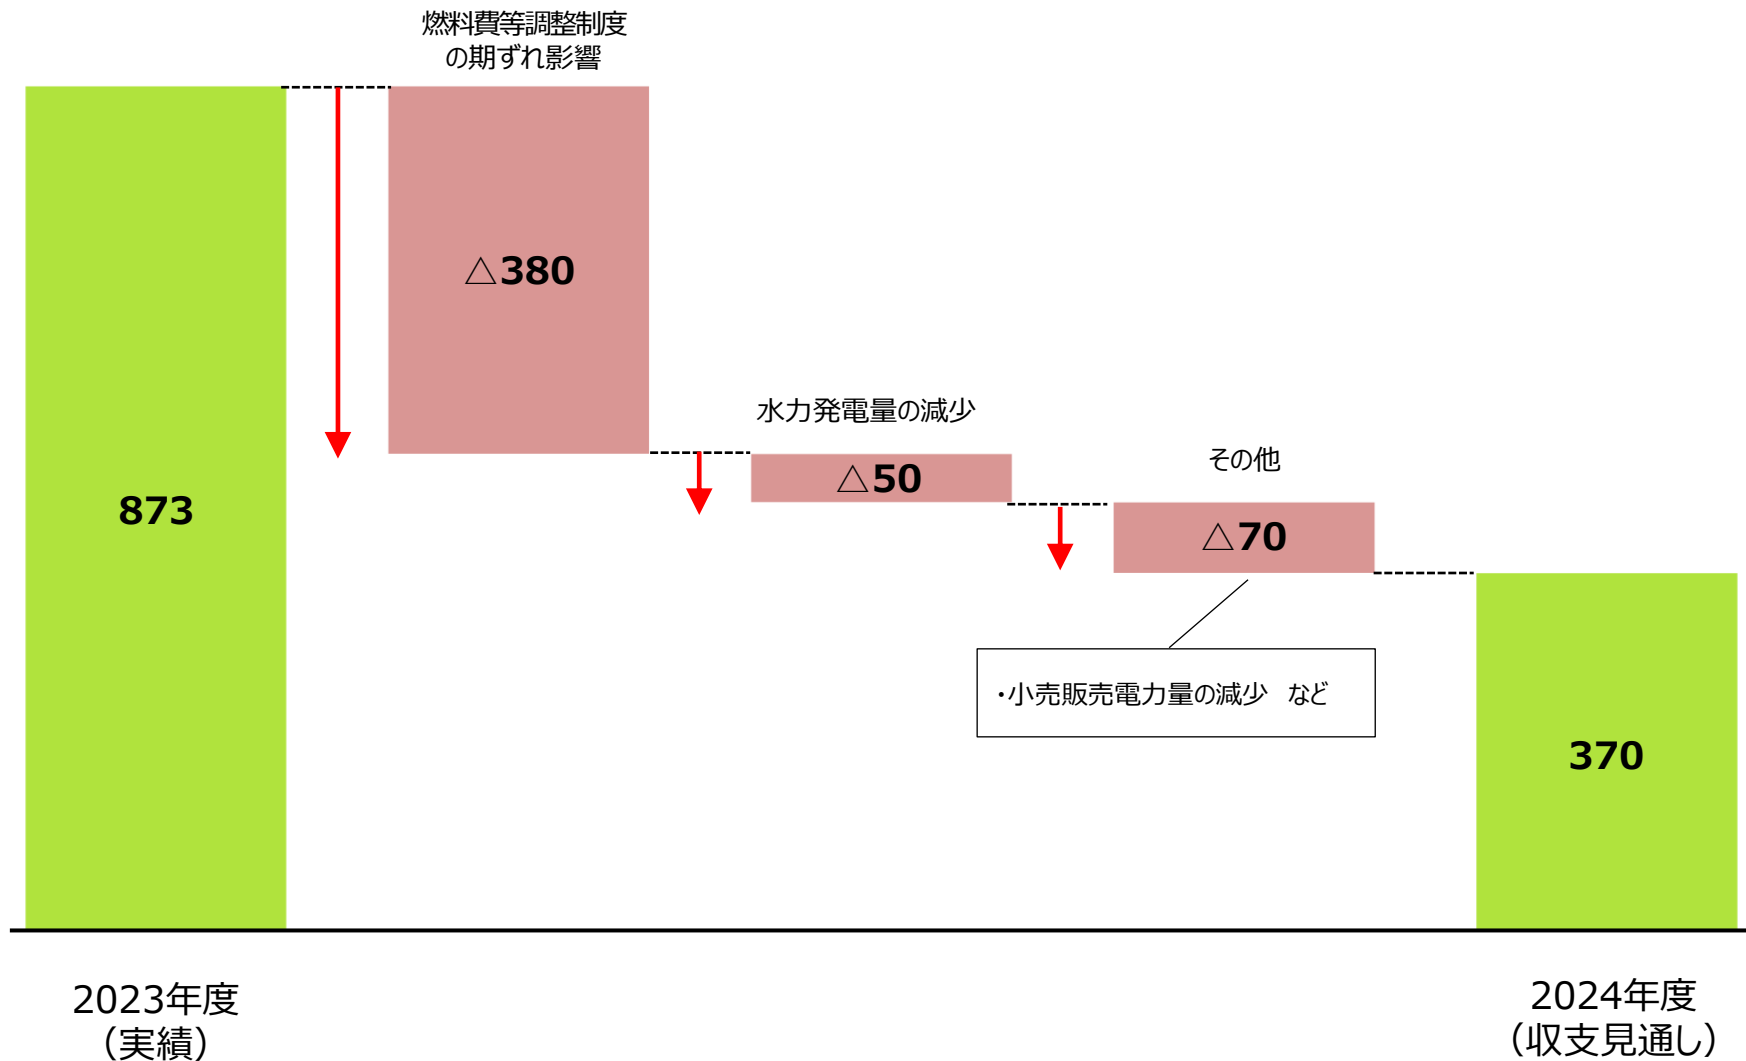 燃料費等調整制度
の期ずれ影響
△380
873
水力発電量の減少
△50
その他
△70
・小売販売電力量の減少　など
370
2023年度
（実績）
2024年度
（収支見通し）